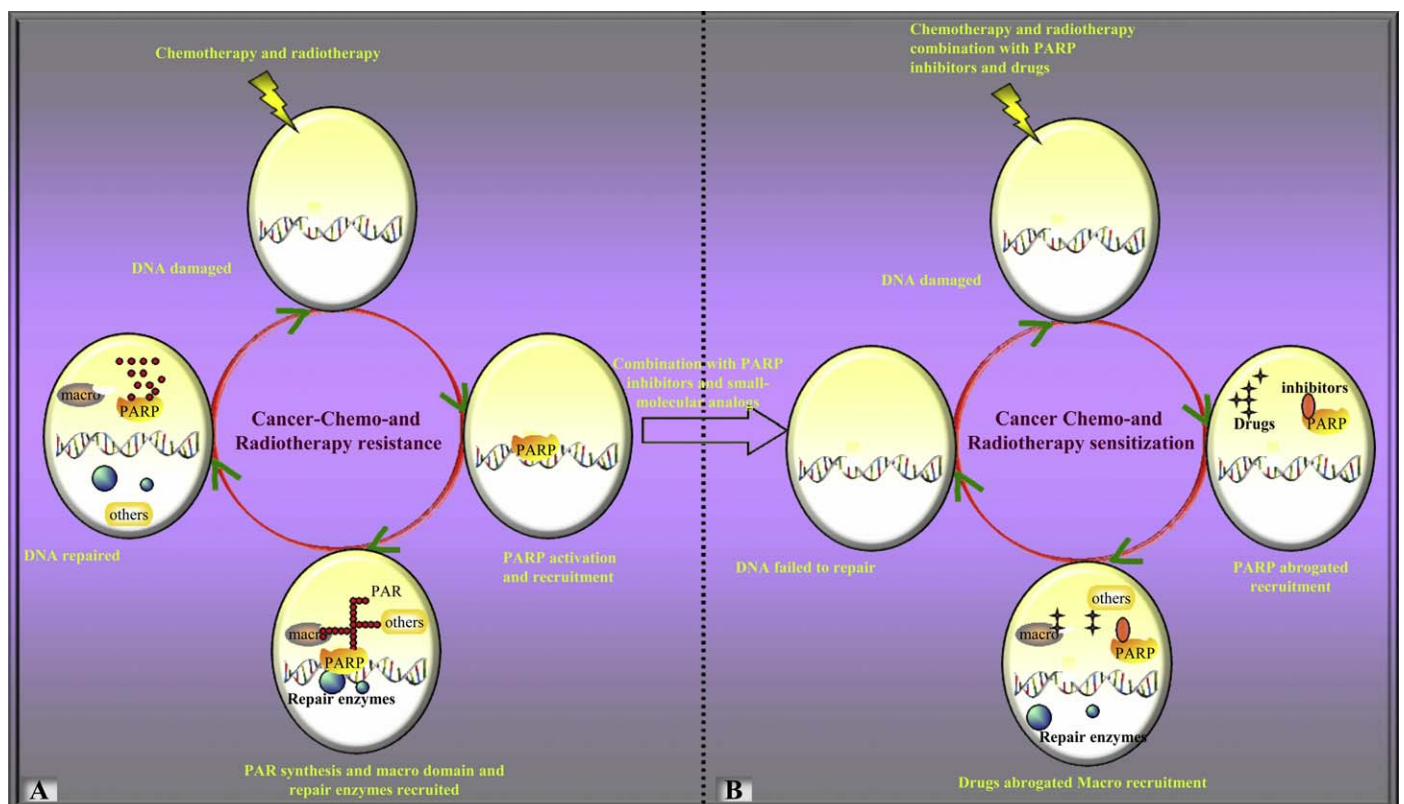 Chemotherapy and radiotherapy
DNA damaged
macro
PARP
Cancer-Chemo-and
Radiotherapy resistance
PARP
others
DNA repaired
PARP activation
and recruitment
PAR
macro
others
PARP
Repair enzymes
PAR synthesis and macro domain and
repair enzymes recruited
A
Combination with PARP
inhibitors and small-
molecular analogs
Chemotherapy and radiotherapy
combination with PARP
inhibitors and drugs
DNA damaged
Cancer Chemo-and
Radiotherapy sensitization
inhibitors
Drugs
PARP
DNA failed to repair
PARP abrogated
recruitment
others
macro
PARP
Repair enzymes
Drugs abrogated Macro recruitment
B